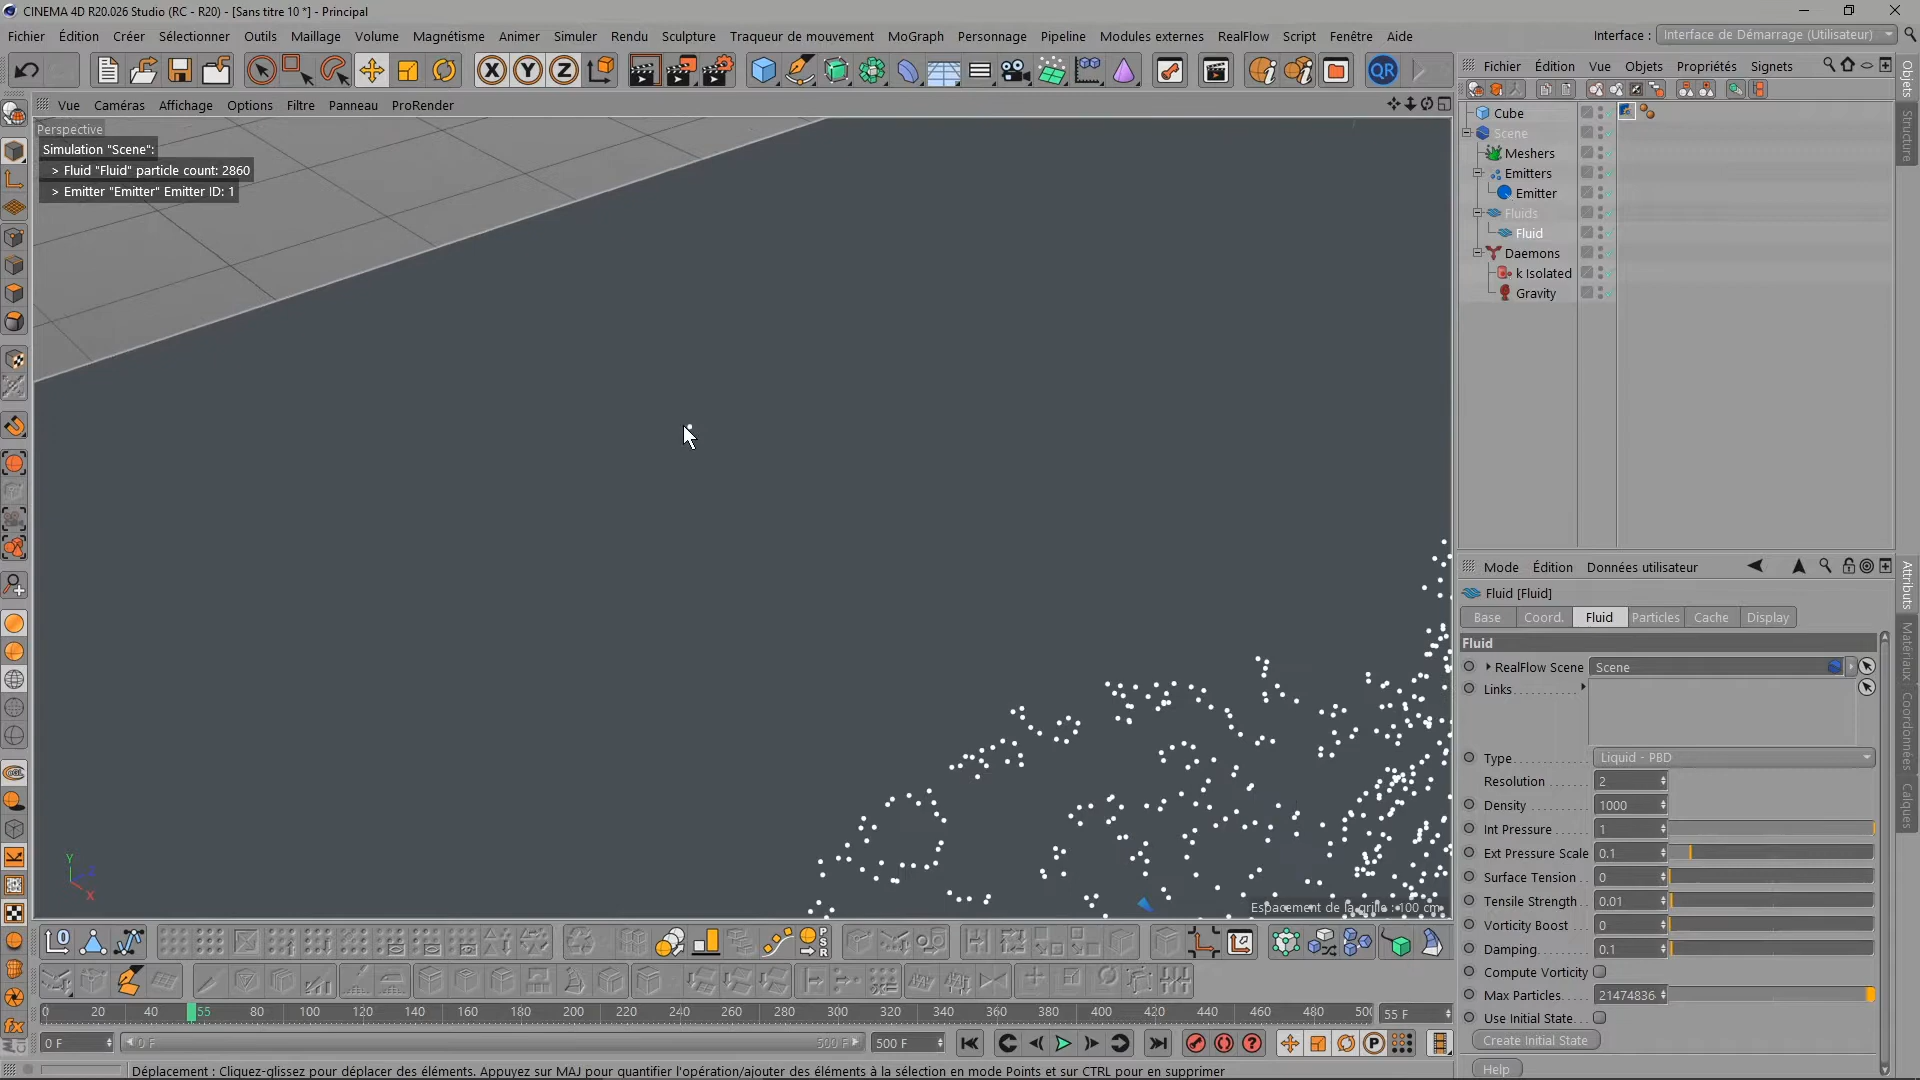 CINEMA 4D R20.026 Studio (RC - R20) - [Sans titre 10 *] - Principal
Fichier Édition Créer Sélectionner Outils Maillage Volume Magnétisme Animer Simuler Rendu Sculpture Traqueur de mouvement MoGraph Personnage Pipeline Modules externes RealFlow Script Fenêtre Aide
Interface : Interface de Démarrage (Utilisateur)
Fichier Édition Vue Objets Propriétés Signets
Vue Caméras Affichage Options Filtre Panneau ProRender
Perspective
Simulation "Scene":
> Fluid "Fluid" particle count: 2860
> Emitter "Emitter" Emitter ID: 1
Espacement de la grille : 100 cm
Y
Z
X
X Y Z
QR
Cube
Scene
Meshers
Emitters
Emitter
Fluids
Fluid
Daemons
k Isolated
Gravity
Objets
Structure
Mode Édition Données utilisateur
Fluid [Fluid]
Base Coord. Fluid Particles Cache Display
Fluid
RealFlow Scene Scene
Links
Type Liquid - PBD
Resolution 2
Density 1000
Int Pressure 1
Ext Pressure Scale 0.1
Surface Tension 0
Tensile Strength 0.01
Vorticity Boost 0
Damping 0.1
Compute Vorticity
Max Particles 21474836
Use Initial State
Create Initial State
Help
Attributs
Matériaux
Coordonnées
Calques
0 20 40 55 80 100 120 140 160 180 200 220 240 260 280 300 320 340 360 380 400 420 440 460 480 500
55 F
0 F 0 F 500 F 500 F
Déplacement : Cliquez-glissez pour déplacer des éléments. Appuyez sur MAJ pour quantifier l'opération/ajouter des éléments à la sélection en mode Points et sur CTRL pour en supprimer